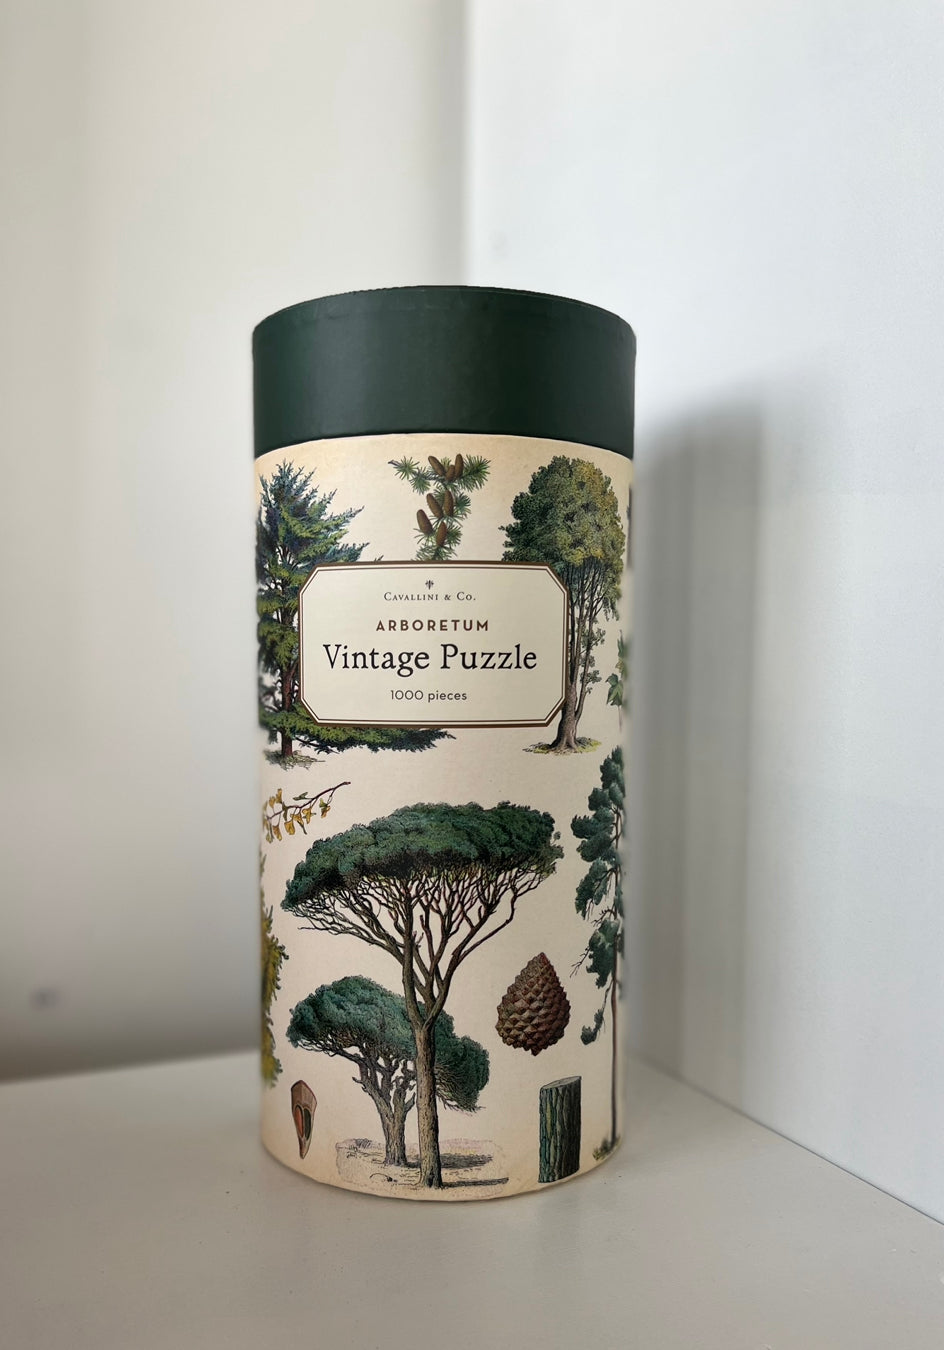 Cavallini & Co.
ARBORETUM
Vintage Puzzle
1000 pieces